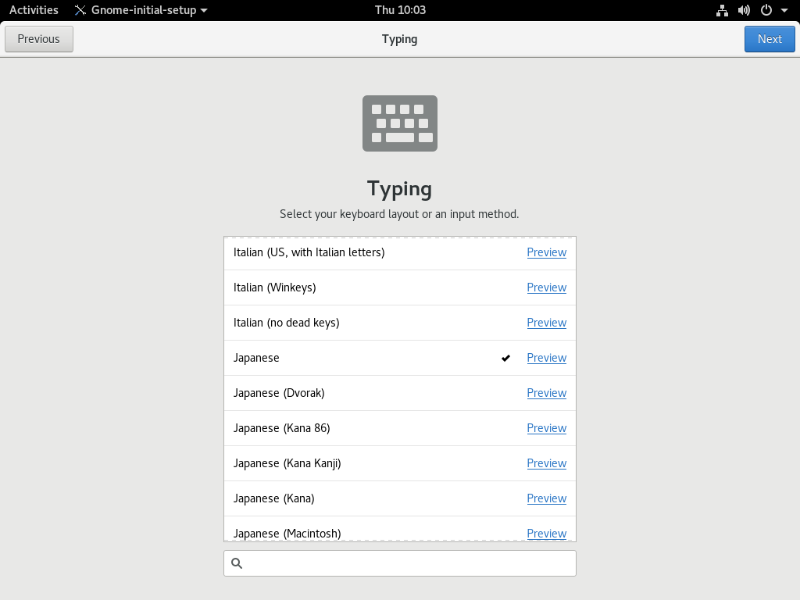 Activities Gnome-initial-setup Thu 10:03
Previous Typing Next
Typing
Select your keyboard layout or an input method.
Italian (US, with Italian letters) Preview
Italian (Winkeys) Preview
Italian (no dead keys) Preview
Japanese Preview
Japanese (Dvorak) Preview
Japanese (Kana 86) Preview
Japanese (Kana Kanji) Preview
Japanese (Kana) Preview
Japanese (Macintosh) Preview